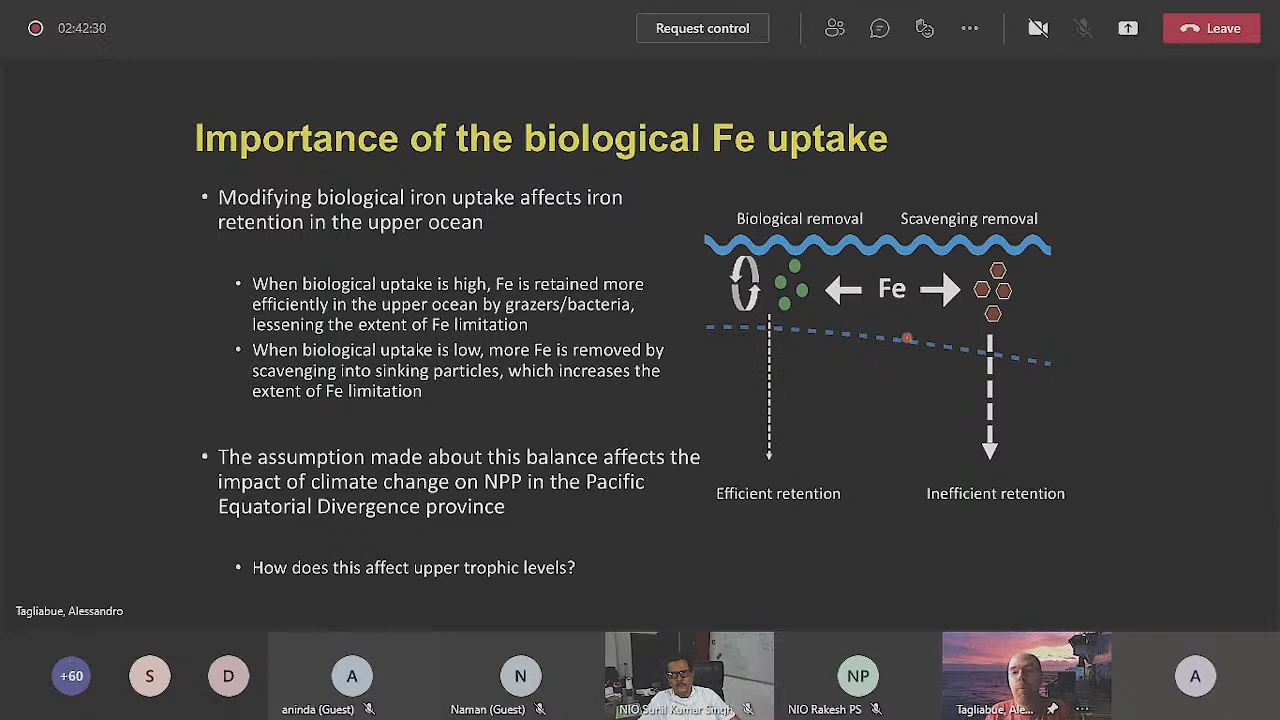 02:42:30
Request control
Leave
Importance of the biological Fe uptake
• Modifying biological iron uptake affects iron
retention in the upper ocean
• When biological uptake is high, Fe is retained more
efficiently in the upper ocean by grazers/bacteria,
lessening the extent of Fe limitation
• When biological uptake is low, more Fe is removed by
scavenging into sinking particles, which increases the
extent of Fe limitation
• The assumption made about this balance affects the
impact of climate change on NPP in the Pacific
Equatorial Divergence province
• How does this affect upper trophic levels?
Biological removal
Scavenging removal
Fe
Efficient retention
Inefficient retention
Tagliabue, Alessandro
+60
S
D
A
aninda (Guest)
N
Naman (Guest)
NIO Sunil Kumar Singh
NP
NIO Rakesh PS
Tagliabue, Ale...
A